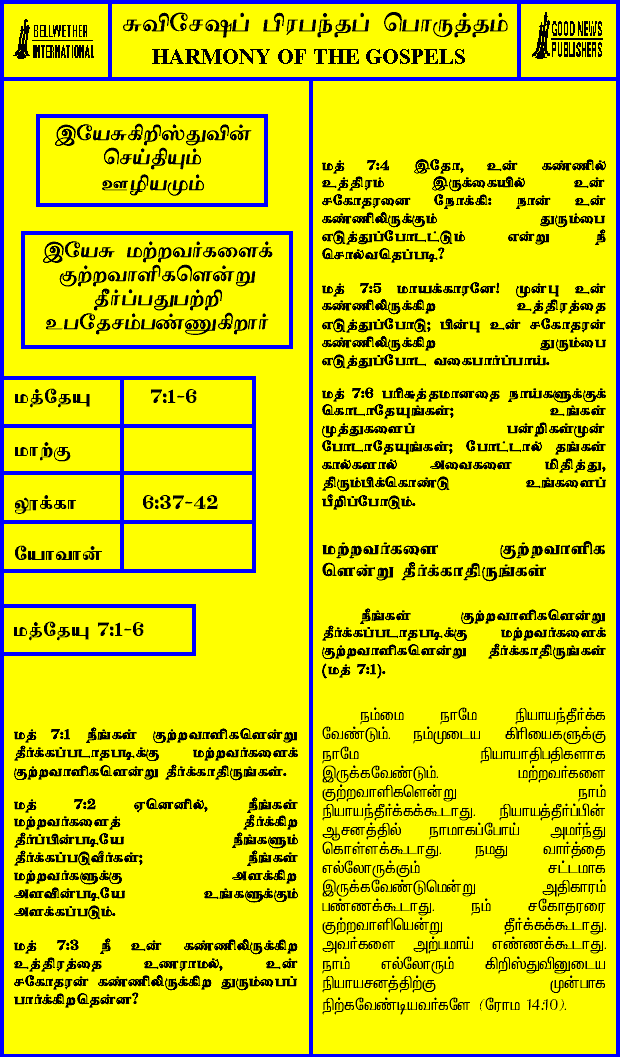 BELLWETHER
INTERNATIONAL
சுவிசேஷப் பிரபந்தப் பொருத்தம்
HARMONY OF THE GOSPELS
GOOD NEWS
PUBLISHERS
இயேசுகிறிஸ்துவின்
செய்தியும்
ஊழியமும்
இயேசு மற்றவர்களைக்
குற்றவாளிகளென்று
தீர்ப்பதுபற்றி
உபதேசம்பண்ணுகிறார்
மத்தேயு 7:1-6
மாற்கு
லூக்கா 6:37-42
யோவான்
மத்தேயு 7:1-6
மத் 7:1 நீங்கள் குற்றவாளிகளென்று
தீர்க்கப்படாதபடிக்கு மற்றவர்களைக்
குற்றவாளிகளென்று தீர்க்காதிருங்கள்.
மத் 7:2 ஏனெனில், நீங்கள்
மற்றவர்களைத் தீர்க்கிற
தீர்ப்பின்படியே நீங்களும்
தீர்க்கப்படுவீர்கள்; நீங்கள்
மற்றவர்களுக்கு அளக்கிற
அளவின்படியே உங்களுக்கும்
அளக்கப்படும்.
மத் 7:3 நீ உன் கண்ணிலிருக்கிற
உத்திரத்தை உணராமல், உன்
சகோதரன் கண்ணிலிருக்கிற துரும்பைப்
பார்க்கிறதென்ன?
மத் 7:4 இதோ, உன் கண்ணில்
உத்திரம் இருக்கையில் உன்
சகோதரனை நோக்கி: நான் உன்
கண்ணிலிருக்கும் துரும்பை
எடுத்துப்போடட்டும் என்று நீ
சொல்வதெப்படி?
மத் 7:5 மாயக்காரனே! முன்பு உன்
கண்ணிலிருக்கிற உத்திரத்தை
எடுத்துப்போடு; பின்பு உன் சகோதரன்
கண்ணிலிருக்கிற துரும்பை
எடுத்துப்போட வகைபார்ப்பாய்.
மத் 7:6 பரிசுத்தமானதை நாய்களுக்குக்
கொடாதேயுங்கள்; உங்கள்
முத்துகளைப் பன்றிகள்முன்
போடாதேயுங்கள்; போட்டால் தங்கள்
கால்களால் அவைகளை மிதித்து,
திரும்பிக்கொண்டு உங்களைப்
பீறிப்போடும்.
மற்றவர்களை குற்றவாளிக
ளென்று தீர்க்காதிருங்கள்
நீங்கள் குற்றவாளிகளென்று
தீர்க்கப்படாதபடிக்கு மற்றவர்களைக்
குற்றவாளிகளென்று தீர்க்காதிருங்கள்
(மத் 7:1).
நம்மை நாமே நியாயந்தீர்க்க
வேண்டும். நம்முடைய கிரியைகளுக்கு
நாமே நியாயாதிபதிகளாக
இருக்கவேண்டும். மற்றவர்களை
குற்றவாளிகளென்று நாம்
நியாயந்தீர்க்கக்கூடாது. நியாயத்தீர்ப்பின்
ஆசனத்தில் நாமாகப்போய் அமர்ந்து
கொள்ளக்கூடாது. நமது வார்த்தை
எல்லோருக்கும் சட்டமாக
இருக்கவேண்டுமென்று அதிகாரம்
பண்ணக்கூடாது. நம் சகோதரரை
குற்றவாளியென்று தீர்க்கக்கூடாது.
அவர்களை அற்பமாய் எண்ணக்கூடாது.
நாம் எல்லோரும் கிறிஸ்துவினுடைய
நியாயசனத்திற்கு முன்பாக
நிற்கவேண்டியவர்களே (ரோம 14:10).